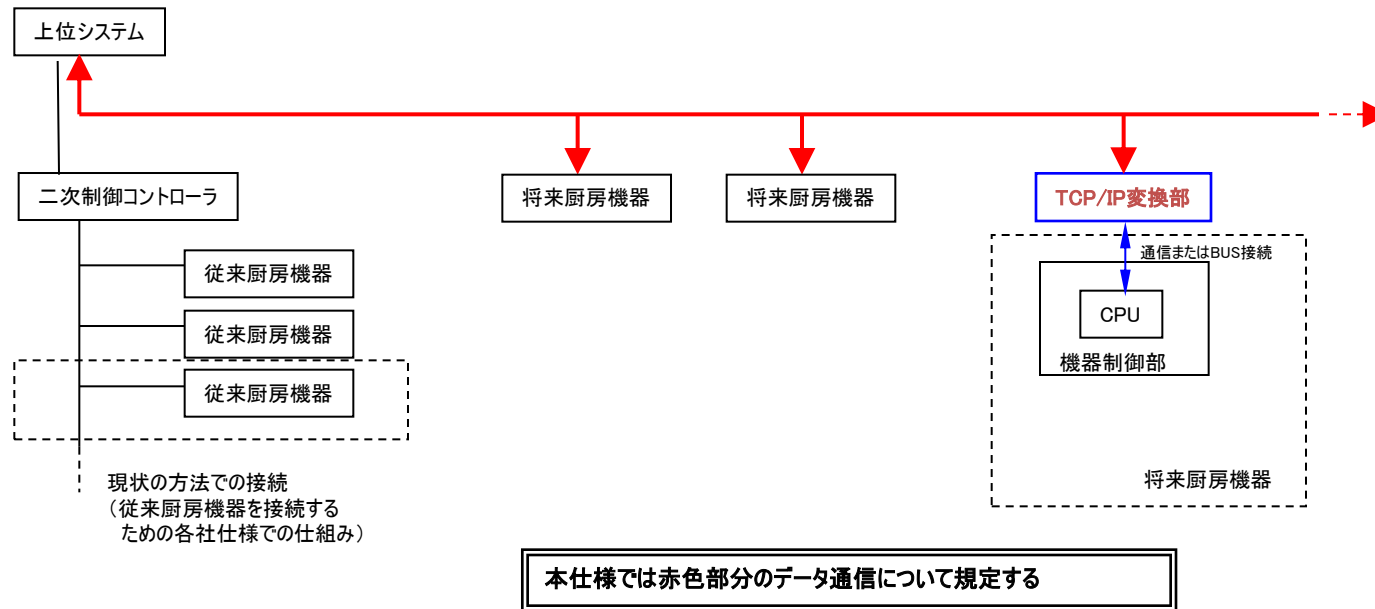 上位システム
二次制御コントローラ
将来厨房機器
将来厨房機器
TCP/IP変換部
通信またはBUS接続
従来厨房機器
CPU
従来厨房機器
機器制御部
従来厨房機器
現状の方法での接続
（従来厨房機器を接続する
ための各社仕様での仕組み）
将来厨房機器
本仕様では赤色部分のデータ通信について規定する